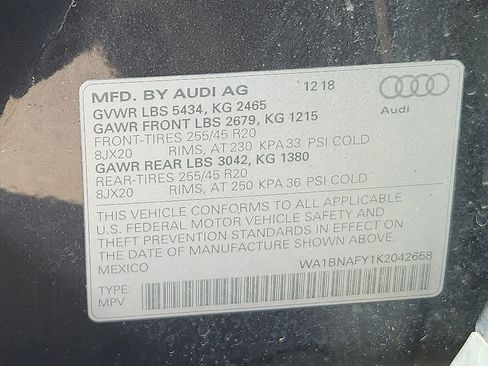 MFD. BY AUDI AG 12 18
GVWR LBS 5434, KG 2465
Audi
GAWR FRONT LBS 2679, KG 1215
FRONT-TIRES 255/45 R20
8JX20 RIMS, AT 230 KPA 33 PSI COLD
GAWR REAR LBS 3042, KG 1380
REAR-TIRES 255/45 R20
8JX20 RIMS, AT 250 KPA 36 PSI COLD
THIS VEHICLE CONFORMS TO ALL APPLICABLE
U.S. FEDERAL MOTOR VEHICLE SAFETY AND
THEFT PREVENTION STANDARDS IN EFFECT ON
THE DATE OF MANUFACTURE SHOWN ABOVE.
MEXICO WA1BNAFY1K2042658
TYPE:
MPV